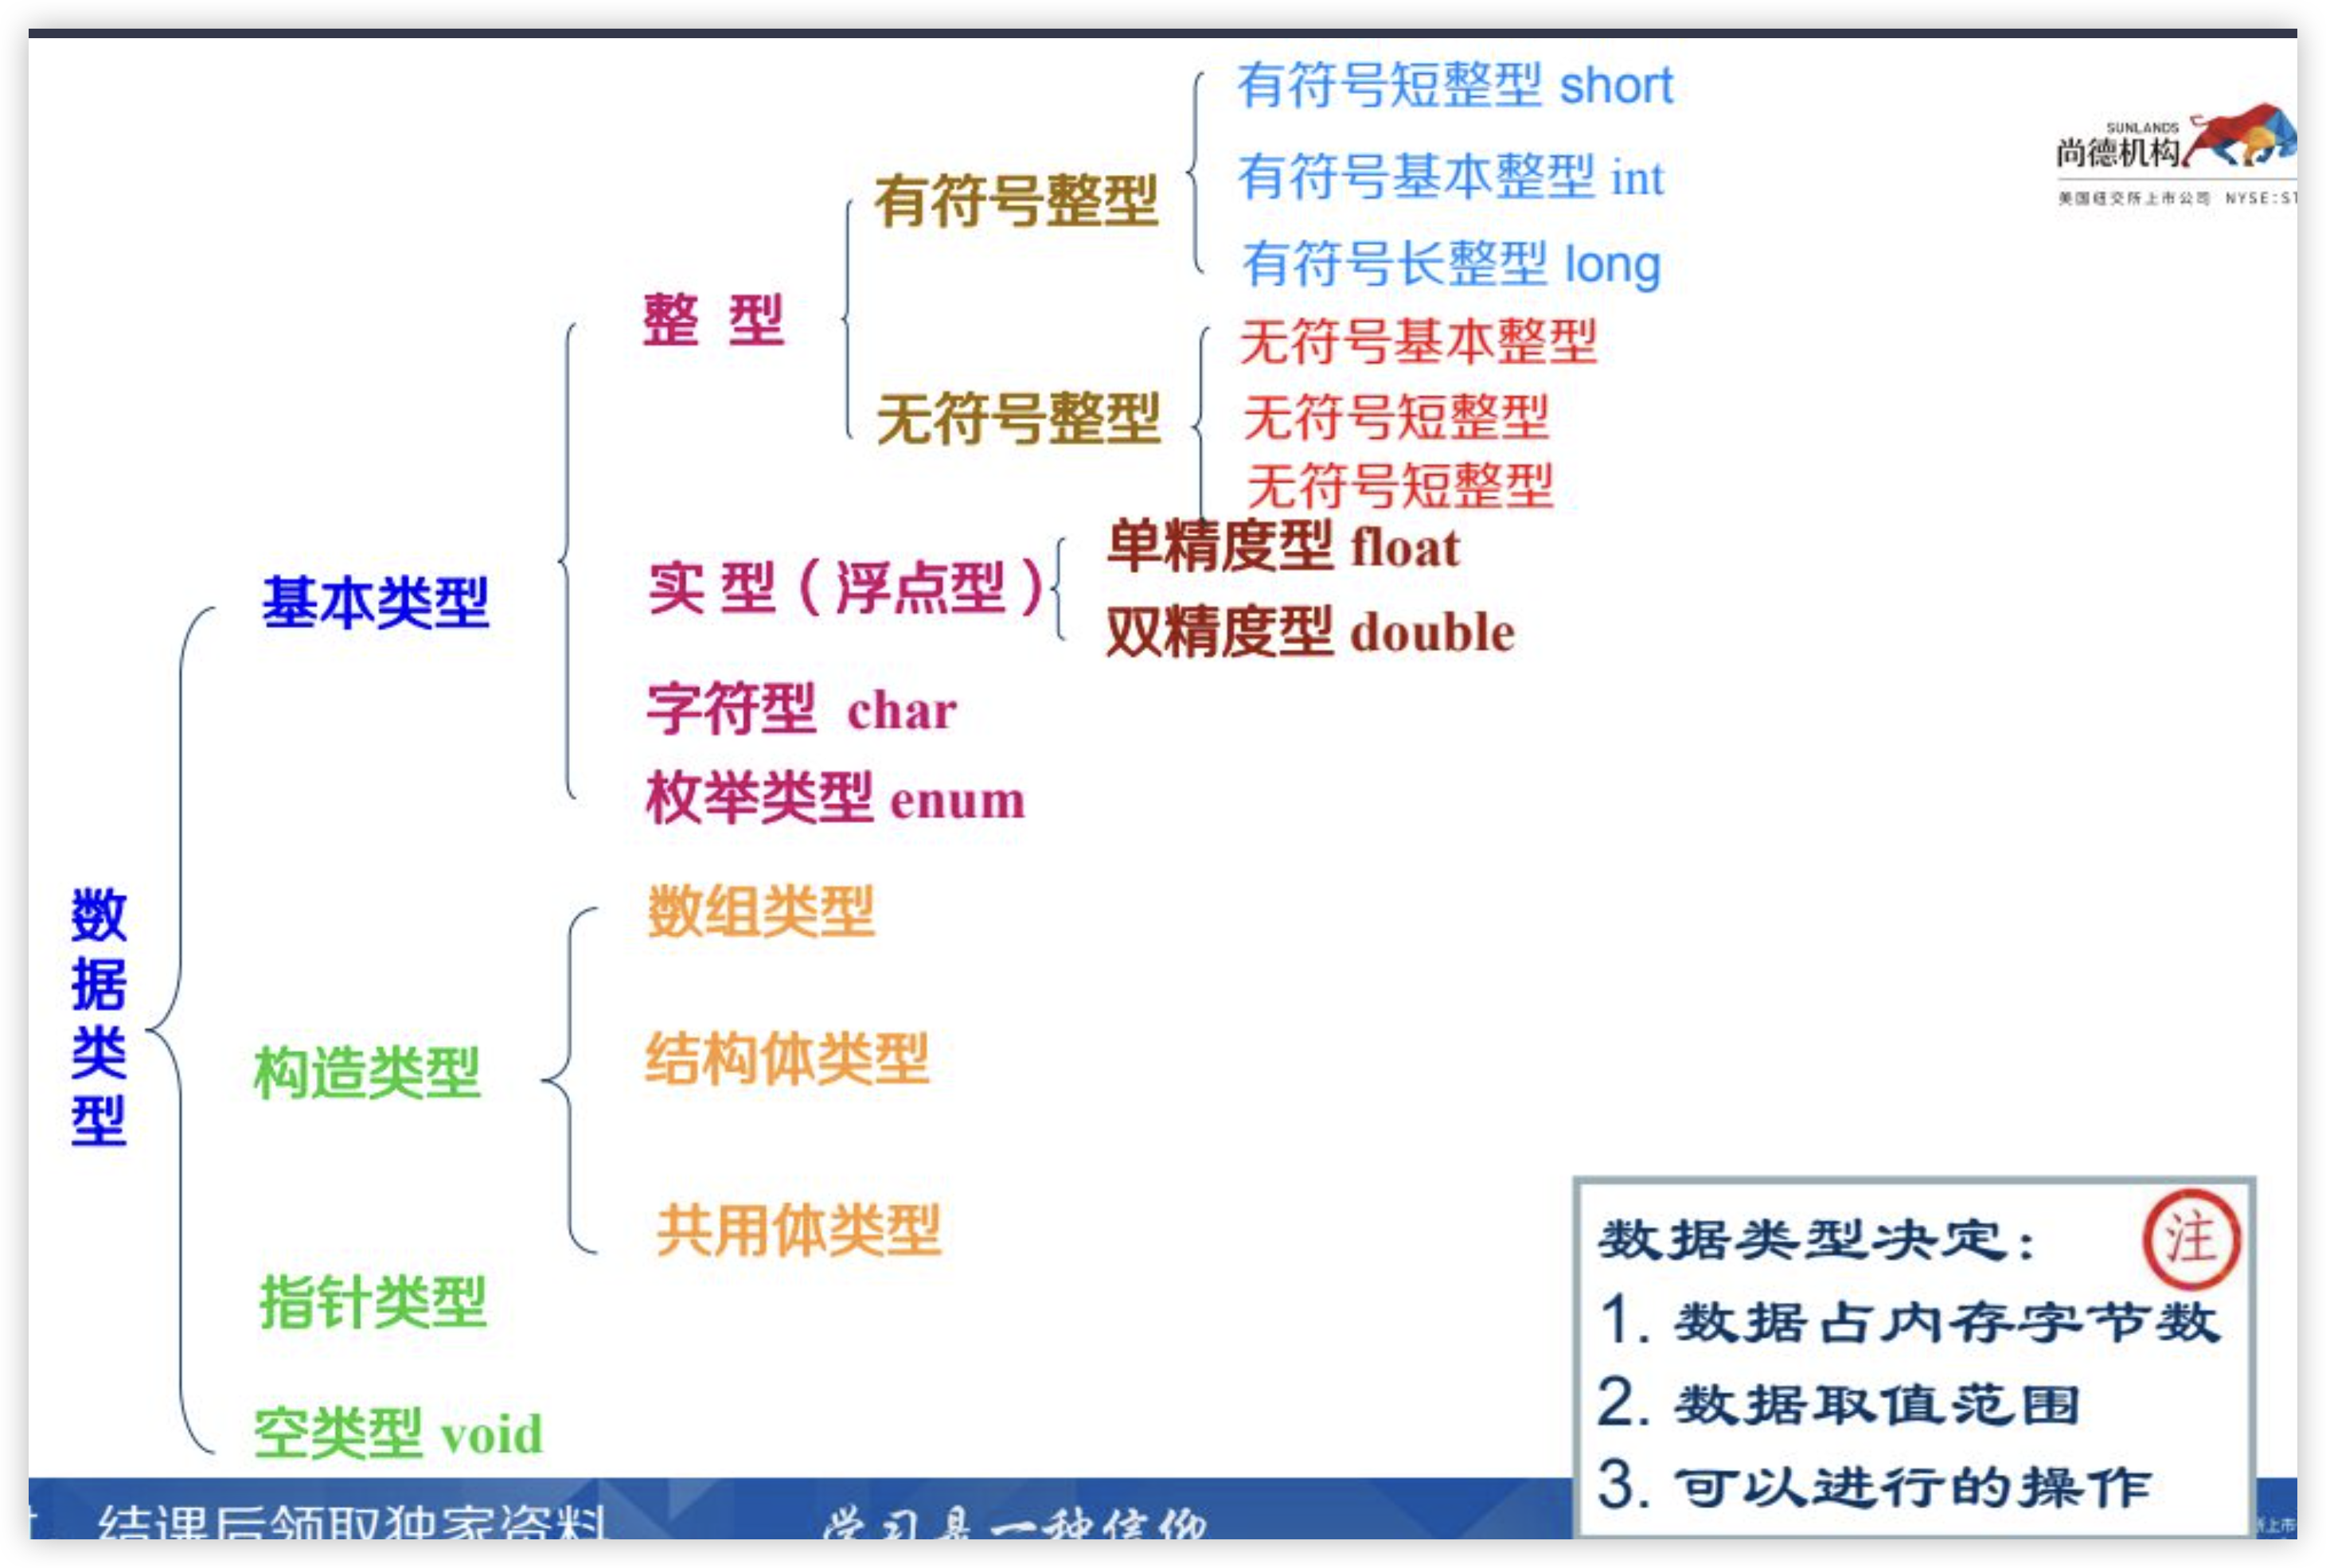 有符号短整型 short
有符号基本整型 int
有符号长整型 long
有符号整型
整 型
无符号基本整型
无符号整型
无符号短整型
无符号短整型
单精度型 float
实 型（浮点型）
双精度型 double
基本类型
字符型 char
枚举类型 enum
数据类型
数组类型
构造类型
结构体类型
共用体类型
指针类型
空类型 void
SUNLANDS
尚德机构
美国纽交所上市公司 NYSE:ST
数据类型决定：
注
1. 数据占内存字节数
2. 数据取值范围
3. 可以进行的操作
结课后领取独家资料
学习是一种信仰
所上市